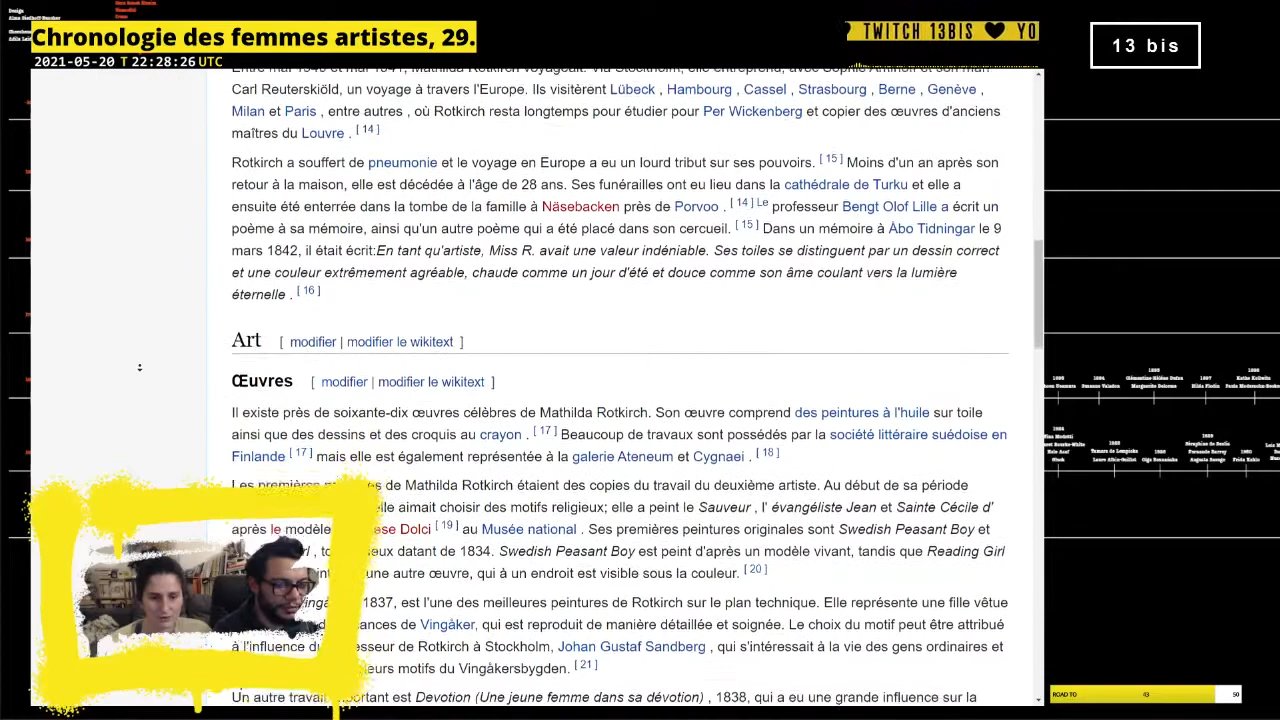 Design
Chronologie des femmes artistes, 29.
2021-05-20 T 22:28:26 UTC
TWITCH 13BIS ♥ YO
13 bis
Carl Reuterskiöld, un voyage à travers l'Europe. Ils visitèrent Lübeck , Hambourg , Cassel , Strasbourg , Berne , Genève ,
Milan et Paris , entre autres , où Rotkirch resta longtemps pour étudier pour Per Wickenberg et copier des œuvres d'anciens
maîtres du Louvre . [ 14 ]
Rotkirch a souffert de pneumonie et le voyage en Europe a eu un lourd tribut sur ses pouvoirs. [ 15 ] Moins d'un an après son
retour à la maison, elle est décédée à l'âge de 28 ans. Ses funérailles ont eu lieu dans la cathédrale de Turku et elle a
ensuite été enterrée dans la tombe de la famille à Näsebacken près de Porvoo . [ 14 ] Le professeur Bengt Olof Lille a écrit un
poème à sa mémoire, ainsi qu'un autre poème qui a été placé dans son cercueil. [ 15 ] Dans un mémoire à Åbo Tidningar le 9
mars 1842, il était écrit:En tant qu'artiste, Miss R. avait une valeur indéniable. Ses toiles se distinguent par un dessin correct
et une couleur extrêmement agréable, chaude comme un jour d'été et douce comme son âme coulant vers la lumière
éternelle . [ 16 ]
Art [ modifier | modifier le wikitext ]
Œuvres [ modifier | modifier le wikitext ]
Il existe près de soixante-dix œuvres célèbres de Mathilda Rotkirch. Son œuvre comprend des peintures à l'huile sur toile
ainsi que des dessins et des croquis au crayon . [ 17 ] Beaucoup de travaux sont possédés par la société littéraire suédoise en
Finlande [ 17 ] mais elle est également représentée à la galerie Ateneum et Cygnaei . [ 18 ]
Les premières de Mathilda Rotkirch étaient des copies du travail du deuxième artiste. Au début de sa période
elle aimait choisir des motifs religieux; elle a peint le Sauveur , l' évangéliste Jean et Sainte Cécile d'
après le modèle Dolci [ 19 ] au Musée national . Ses premières peintures originales sont Swedish Peasant Boy et
datant de 1834. Swedish Peasant Boy est peint d'après un modèle vivant, tandis que Reading Girl
une autre œuvre, qui à un endroit est visible sous la couleur. [ 20 ]
1837, est l'une des meilleures peintures de Rotkirch sur le plan technique. Elle représente une fille vêtue
de Vingåker, qui est reproduit de manière détaillée et soignée. Le choix du motif peut être attribué
à l'influence de Rotkirch à Stockholm, Johan Gustaf Sandberg , qui s'intéressait à la vie des gens ordinaires et
motifs du Vingåkersbygden. [ 21 ]
Un autre travail important est Devotion (Une jeune femme dans sa dévotion) , 1838, qui a eu une grande influence sur la
ROAD TO 43 50